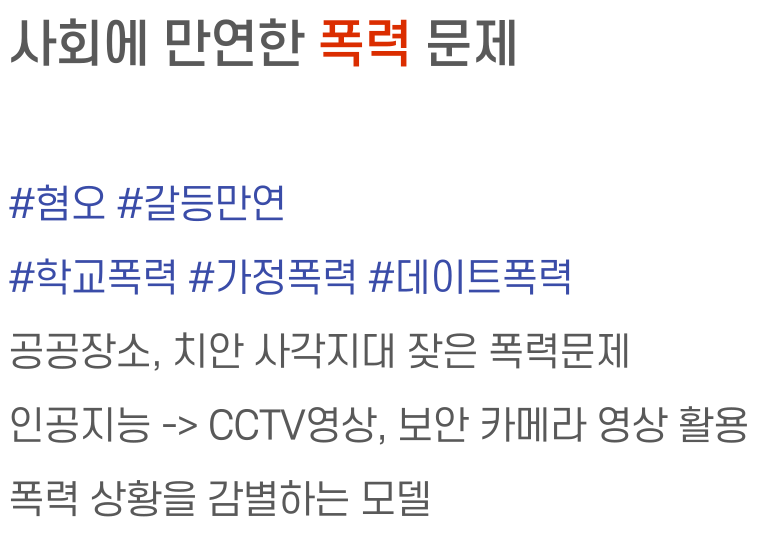 사회에 만연한 폭력 문제
#혐오 #갈등만연
#학교폭력 #가정폭력 #데이트폭력
공공장소, 치안 사각지대 잦은 폭력문제
인공지능 -> CCTV영상, 보안 카메라 영상 활용
폭력 상황을 감별하는 모델